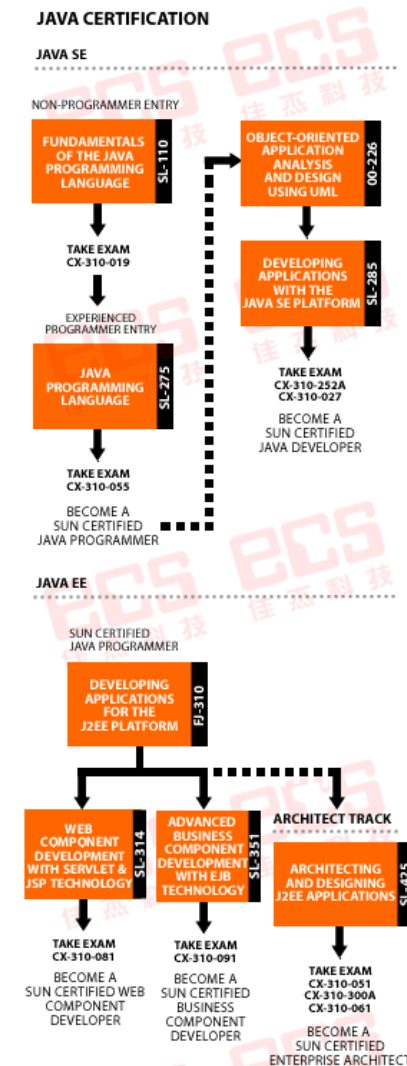 JAVA CERTIFICATION
JAVA SE
NON-PROGRAMMER ENTRY
FUNDAMENTALS
OF THE JAVA
PROGRAMMING
LANGUAGE
SL-110
TAKE EXAM
CX-310-019
EXPERIENCED
PROGRAMMER ENTRY
JAVA
PROGRAMMING
LANGUAGE
SL-275
TAKE EXAM
CX-310-055
BECOME A
SUN CERTIFIED
JAVA PROGRAMMER
OBJECT-ORIENTED
APPLICATION
ANALYSIS
AND DESIGN
USING UML
OO-226
DEVELOPING
APPLICATIONS
WITH THE
JAVA SE PLATFORM
SL-285
TAKE EXAM
CX-310-252A
CX-310-027
BECOME A
SUN CERTIFIED
JAVA DEVELOPER
JAVA EE
SUN CERTIFIED
JAVA PROGRAMMER
DEVELOPING
APPLICATIONS
FOR THE
J2EE PLATFORM
FJ-310
WEB
COMPONENT
DEVELOPMENT
WITH SERVLET &
JSP TECHNOLOGY
SL-314
TAKE EXAM
CX-310-081
BECOME A
SUN CERTIFIED WEB
COMPONENT
DEVELOPER
ADVANCED
BUSINESS
COMPONENT
DEVELOPMENT
WITH EJB
TECHNOLOGY
SL-351
TAKE EXAM
CX-310-091
BECOME A
SUN CERTIFIED
BUSINESS
COMPONENT
DEVELOPER
ARCHITECT TRACK
ARCHITECTING
AND DESIGNING
J2EE APPLICATIONS
SL-425
TAKE EXAM
CX-310-051
CX-310-300A
CX-310-061
BECOME A
SUN CERTIFIED
ENTERPRISE ARCHITECT
ecs
佳杰科技